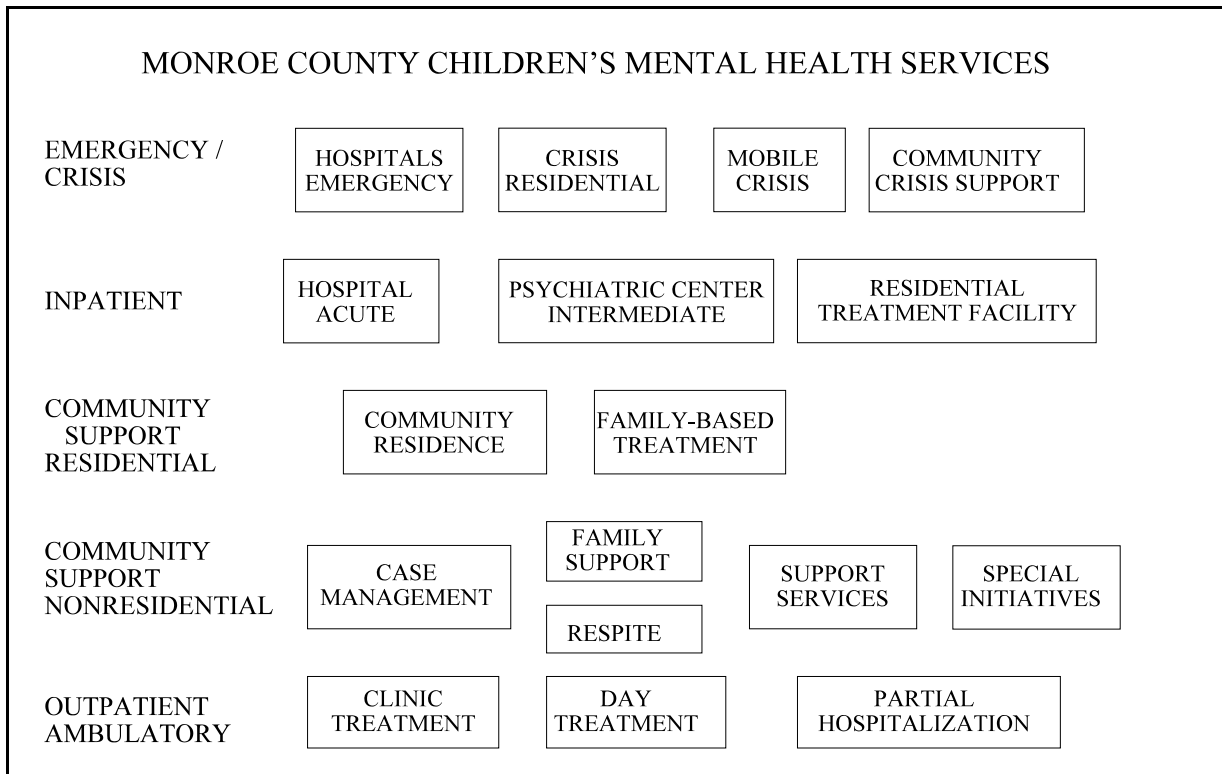 MONROE COUNTY CHILDREN’S MENTAL HEALTH SERVICES
EMERGENCY /
CRISIS
HOSPITALS
EMERGENCY
CRISIS
RESIDENTIAL
MOBILE
CRISIS
COMMUNITY
CRISIS SUPPORT
INPATIENT
HOSPITAL
ACUTE
PSYCHIATRIC CENTER
INTERMEDIATE
RESIDENTIAL
TREATMENT FACILITY
COMMUNITY
SUPPORT
RESIDENTIAL
COMMUNITY
RESIDENCE
FAMILY-BASED
TREATMENT
COMMUNITY
SUPPORT
NONRESIDENTIAL
CASE
MANAGEMENT
FAMILY
SUPPORT
RESPITE
SUPPORT
SERVICES
SPECIAL
INITIATIVES
OUTPATIENT
AMBULATORY
CLINIC
TREATMENT
DAY
TREATMENT
PARTIAL
HOSPITALIZATION